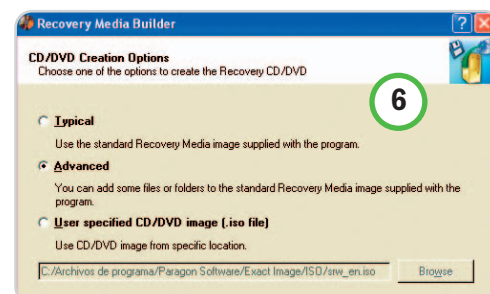 Recovery Media Builder
CD/DVD Creation Options
Choose one of the options to create the Recovery CD/DVD
6
Typical
Use the standard Recovery Media image supplied with the program.
Advanced
You can add some files or folders to the standard Recovery Media image supplied with the
program.
User specified CD/DVD image (.iso file)
Use CD/DVD image from specific location.
C:/Archivos de programa/Paragon Software/Exact Image/ISO/srw_en.iso Browse